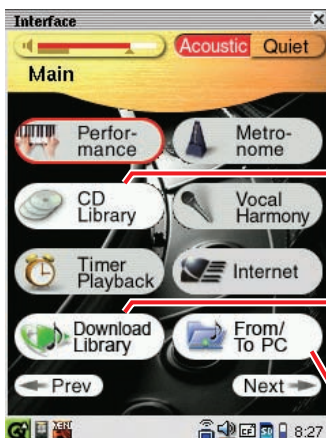 Interface
Acoustic Quiet
Main
Perfor-
mance
Metro-
nome
CD
Library
Vocal
Harmony
Timer
Playback
Internet
Download
Library
From/
To PC
Prev
Next
8:27